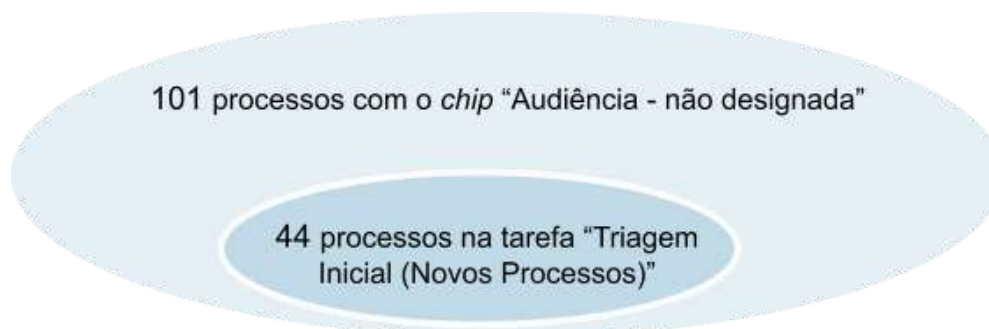 101 processos com o chip “Audiência - não designada”
44 processos na tarefa “Triagem
Inicial (Novos Processos)”